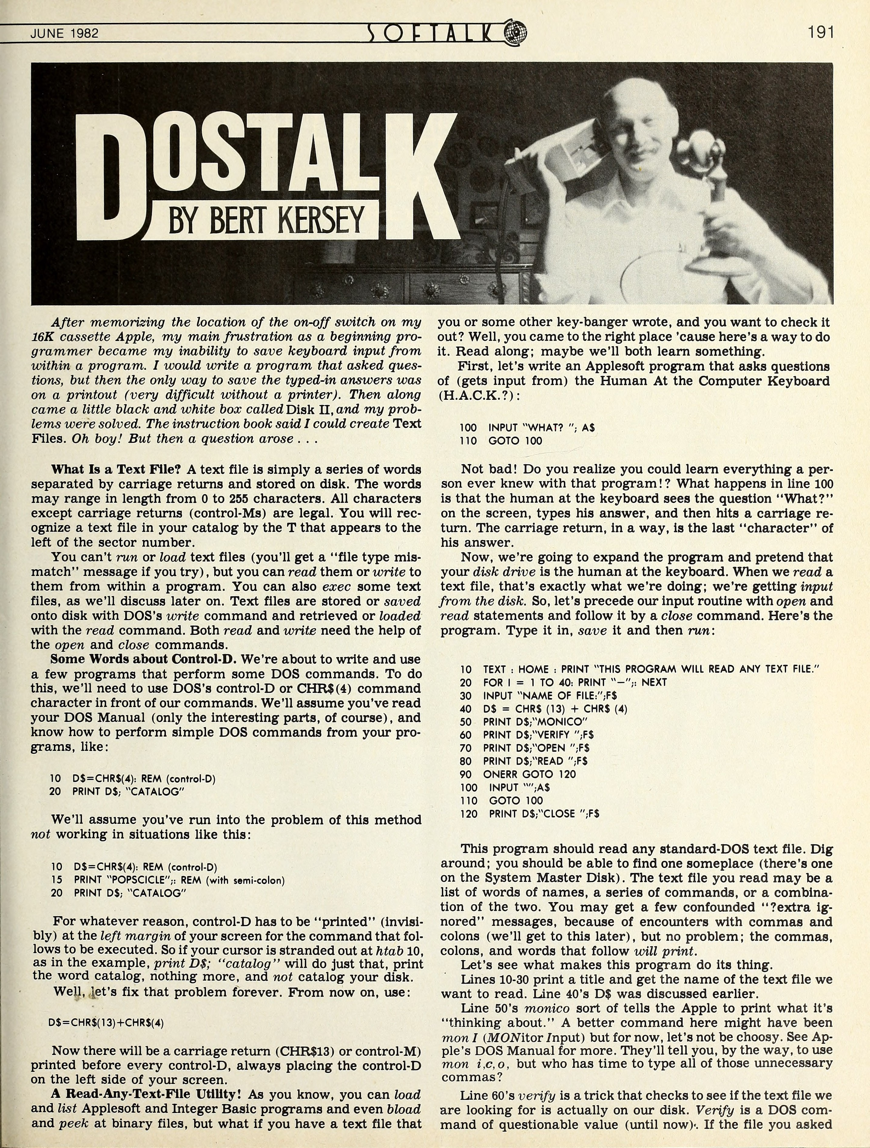 JUNE 1982
SOFTALK
191
DOSTALK
BY BERT KERSEY
After memorizing the location of the on-off switch on my
16K cassette Apple, my main frustration as a beginning pro-
grammer became my inability to save keyboard input from
within a program. I would write a program that asked ques-
tions, but then the only way to save the typed-in answers was
on a printout (very difficult without a printer). Then along
came a little black and white box called Disk II, and my prob-
lems were solved. The instruction book said I could create Text
Files. Oh boy! But then a question arose . . .
What Is a Text File? A text file is simply a series of words
separated by carriage returns and stored on disk. The words
may range in length from 0 to 255 characters. All characters
except carriage returns (control-Ms) are legal. You will rec-
ognize a text file in your catalog by the T that appears to the
left of the sector number.
You can't run or load text files (you'll get a "file type mis-
match" message if you try), but you can read them or write to
them from within a program. You can also exec some text
files, as we'll discuss later on. Text files are stored or saved
onto disk with DOS's write command and retrieved or loaded
with the read command. Both read and write need the help of
the open and close commands.
Some Words about Control-D. We're about to write and use
a few programs that perform some DOS commands. To do
this, we'll need to use DOS's control-D or CHR$(4) command
character in front of our commands. We'll assume you've read
your DOS Manual (only the interesting parts, of course), and
know how to perform simple DOS commands from your pro-
grams, like:
10 D$=CHR$(4): REM (control-D)
20 PRINT D$; "CATALOG"
We'll assume you've run into the problem of this method
not working in situations like this:
10 D$=CHR$(4): REM (control-D)
15 PRINT "POPSCICLE";: REM (with semi-colon)
20 PRINT D$; "CATALOG"
For whatever reason, control-D has to be "printed" (invisi-
bly) at the left margin of your screen for the command that fol-
lows to be executed. So if your cursor is stranded out at htab 10,
as in the example, print D$; "catalog" will do just that, print
the word catalog, nothing more, and not catalog your disk.
Well, let's fix that problem forever. From now on, use:
D$=CHR$(13)+CHR$(4)
Now there will be a carriage return (CHR$13) or control-M)
printed before every control-D, always placing the control-D
on the left side of your screen.
A Read-Any-Text-File Utility! As you know, you can load
and list Applesoft and Integer Basic programs and even bload
and peek at binary files, but what if you have a text file that
you or some other key-banger wrote, and you want to check it
out? Well, you came to the right place 'cause here's a way to do
it. Read along; maybe we'll both learn something.
First, let's write an Applesoft program that asks questions
of (gets input from) the Human At the Computer Keyboard
(H.A.C.K.?):
100 INPUT "WHAT? "; A$
110 GOTO 100
Not bad! Do you realize you could learn everything a per-
son ever knew with that program!? What happens in line 100
is that the human at the keyboard sees the question "What?"
on the screen, types his answer, and then hits a carriage re-
turn. The carriage return, in a way, is the last "character" of
his answer.
Now, we're going to expand the program and pretend that
your disk drive is the human at the keyboard. When we read a
text file, that's exactly what we're doing; we're getting input
from the disk. So, let's precede our input routine with open and
read statements and follow it by a close command. Here's the
program. Type it in, save it and then run:
10 TEXT : HOME : PRINT "THIS PROGRAM WILL READ ANY TEXT FILE."
20 FOR I = 1 TO 40: PRINT "–";: NEXT
30 INPUT "NAME OF FILE:";F$
40 D$ = CHR$ (13) + CHR$ (4)
50 PRINT D$;"MONICO"
60 PRINT D$;"VERIFY ";F$
70 PRINT D$;"OPEN ";F$
80 PRINT D$;"READ ";F$
90 ONERR GOTO 120
100 INPUT "";A$
110 GOTO 100
120 PRINT D$;"CLOSE ";F$
This program should read any standard-DOS text file. Dig
around; you should be able to find one someplace (there's one
on the System Master Disk). The text file you read may be a
list of words of names, a series of commands, or a combina-
tion of the two. You may get a few confounded "?extra ig-
nored" messages, because of encounters with commas and
colons (we'll get to this later), but no problem; the commas,
colons, and words that follow will print.
Let's see what makes this program do its thing.
Lines 10-30 print a title and get the name of the text file we
want to read. Line 40's D$ was discussed earlier.
Line 50's monico sort of tells the Apple to print what it's
"thinking about." A better command here might have been
mon I (MONitor Input) but for now, let's not be choosy. See Ap-
ple's DOS Manual for more. They'll tell you, by the way, to use
mon i,c,o, but who has time to type all of those unnecessary
commas?
Line 60's verify is a trick that checks to see if the text file we
are looking for is actually on our disk. Verify is a DOS com-
mand of questionable value (until now). If the file you asked